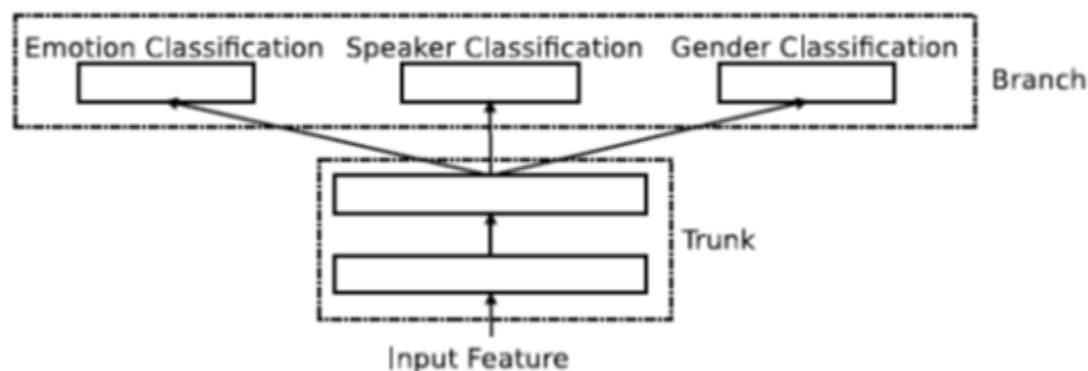 Emotion Classification Speaker Classification Gender Classification
Branch
Trunk
Input Feature